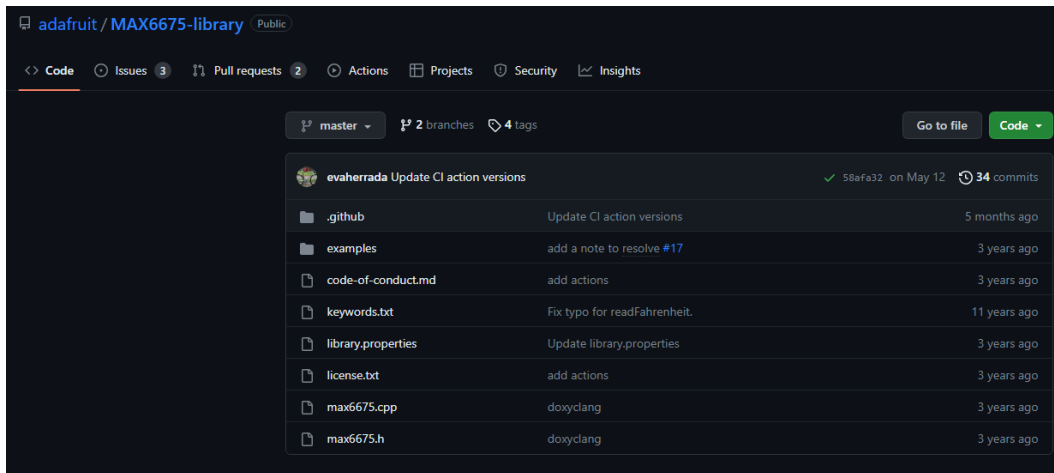 adafruit / MAX6675-library Public
Code Issues 3 Pull requests 2 Actions Projects Security Insights
master 2 branches 4 tags Go to file Code
evaherrada Update CI action versions 58afa32 on May 12 34 commits
.github Update CI action versions 5 months ago
examples add a note to resolve #17 3 years ago
code-of-conduct.md add actions 3 years ago
keywords.txt Fix typo for readFahrenheit. 11 years ago
library.properties Update library.properties 3 years ago
license.txt add actions 3 years ago
max6675.cpp doxyclang 3 years ago
max6675.h doxyclang 3 years ago